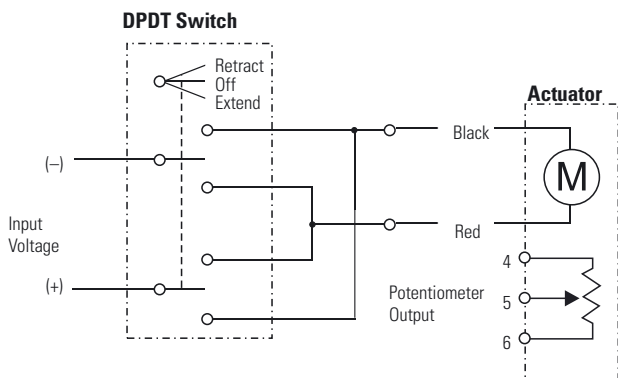 DPDT Switch
Retract
Off
Extend
Actuator
Black
(–)
M
Input
Voltage
Red
4
(+)
Potentiometer
Output
5
6